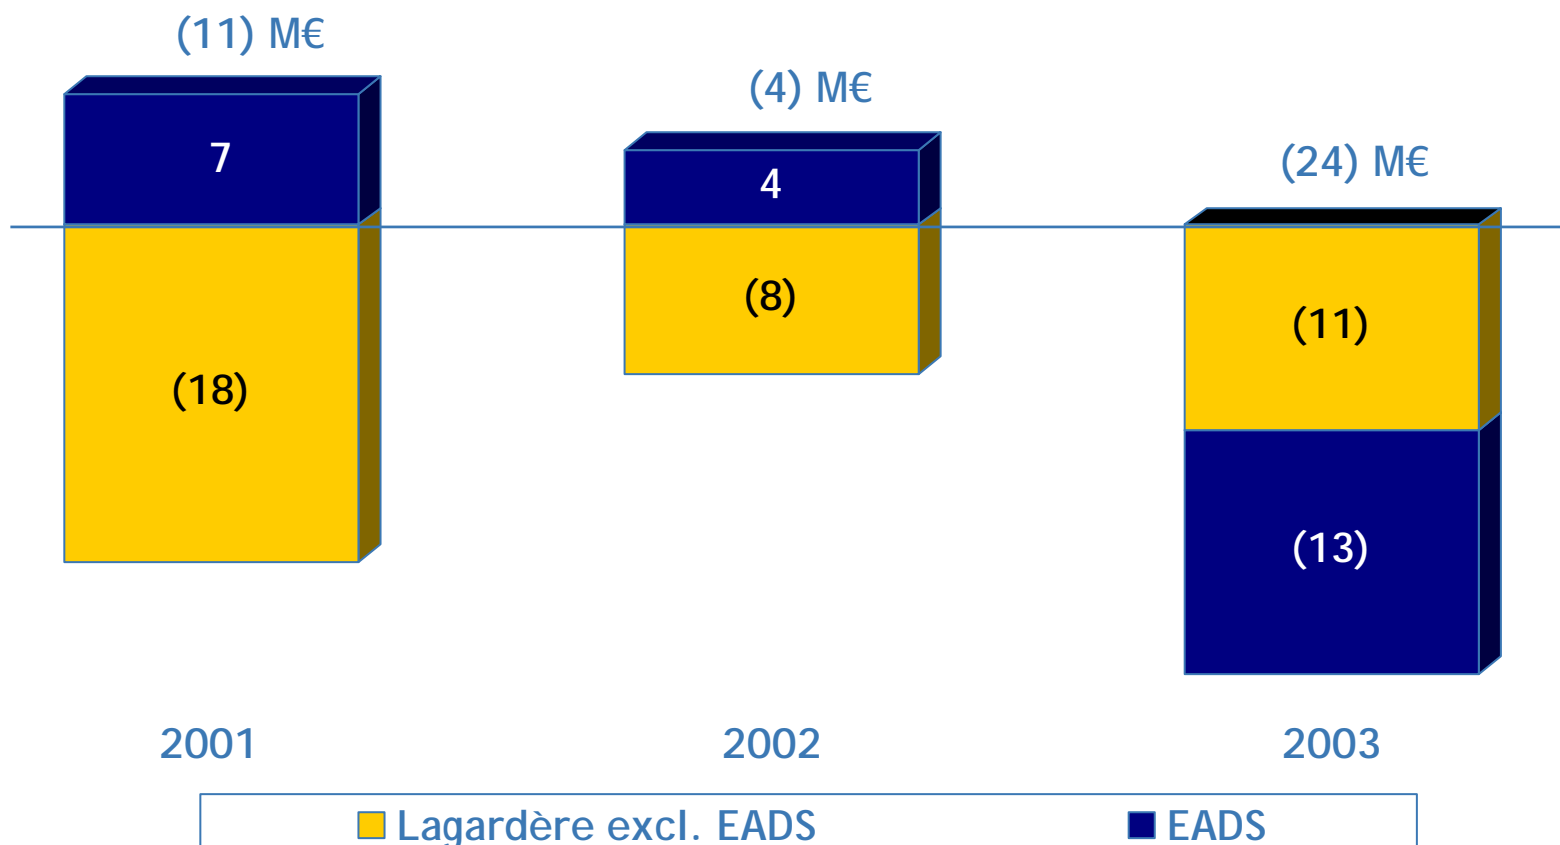 (11) M€
(4) M€
(24) M€
7
4
(8)
(11)
(18)
(13)
2001
2002
2003
Lagardère excl. EADS
EADS